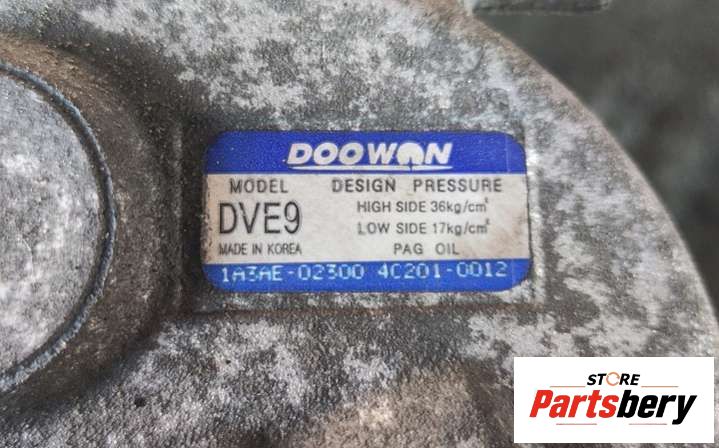 DOOWON
MODEL DESIGN PRESSURE
DVE9 HIGH SIDE 36kg/cm²
LOW SIDE 17kg/cm²
MADE IN KOREA PAG OIL
1A3AE-02300 4C201-0012
STORE
Partsbery